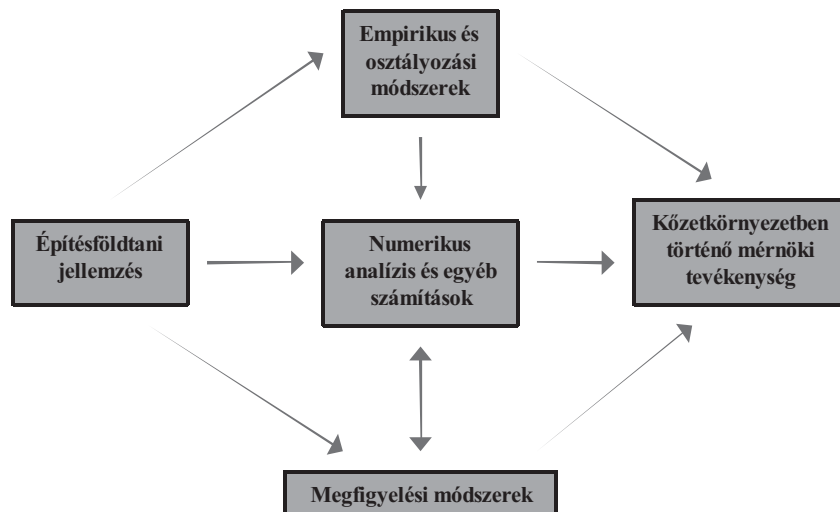 Empirikus és
osztályozási
módszerek
Építésföldtani
jellemzés
Numerikus
analízis és egyéb
számítások
Kőzetkörnyezetben
történő mérnöki
tevékenység
Megfigyelési módszerek